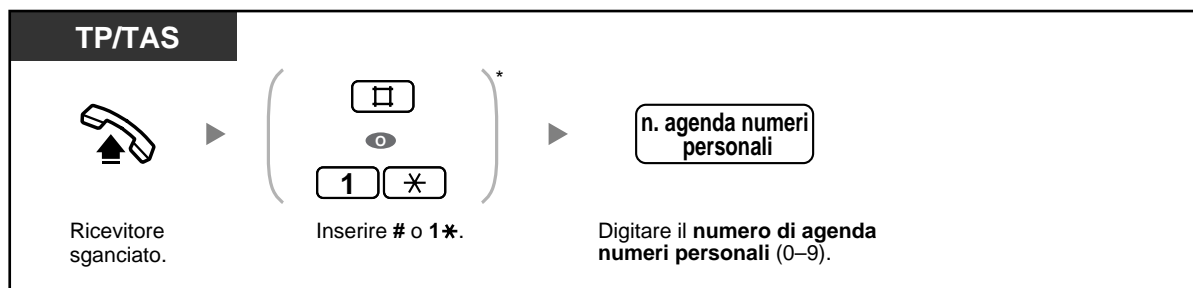 TP/TAS
*
#
o
1 ✳
n. agenda numeri
personali
Ricevitore
sganciato.
Inserire # o 1✳.
Digitare il numero di agenda
numeri personali (0–9).